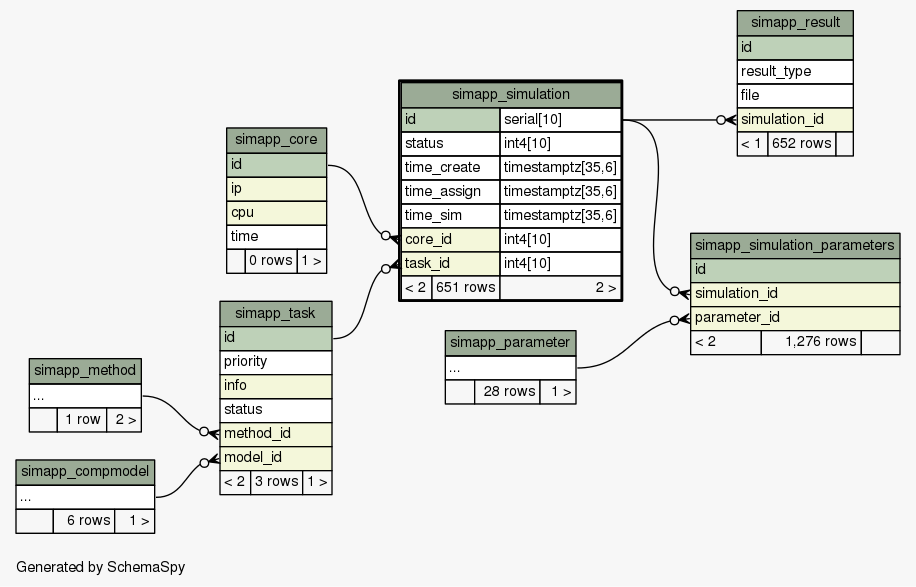 simapp_result
id
result_type
file
simulation_id
< 1 652 rows
simapp_simulation
id serial[10]
status int4[10]
time_create timestamptz[35,6]
time_assign timestamptz[35,6]
time_sim timestamptz[35,6]
core_id int4[10]
task_id int4[10]
< 2 651 rows 2 >
simapp_core
id
ip
cpu
time
0 rows 1 >
simapp_simulation_parameters
id
simulation_id
parameter_id
< 2 1,276 rows
simapp_task
id
priority
info
status
method_id
model_id
< 2 3 rows 1 >
simapp_parameter
...
28 rows 1 >
simapp_method
...
1 row 2 >
simapp_compmodel
...
6 rows 1 >
Generated by SchemaSpy